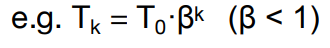 e.g. Tₖ = T₀·βᵏ (β < 1)